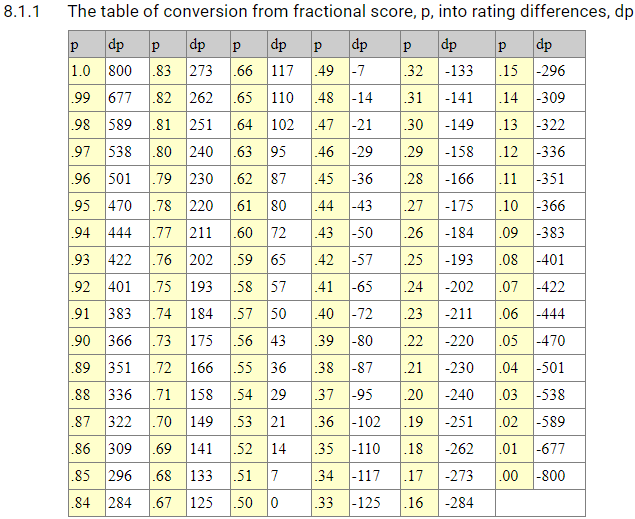 8.1.1 The table of conversion from fractional score, p, into rating differences, dp
p dp p dp p dp p dp p dp p dp
1.0 800 .83 273 .66 117 .49 -7 .32 -133 .15 -296
.99 677 .82 262 .65 110 .48 -14 .31 -141 .14 -309
.98 589 .81 251 .64 102 .47 -21 .30 -149 .13 -322
.97 538 .80 240 .63 95 .46 -29 .29 -158 .12 -336
.96 501 .79 230 .62 87 .45 -36 .28 -166 .11 -351
.95 470 .78 220 .61 80 .44 -43 .27 -175 .10 -366
.94 444 .77 211 .60 72 .43 -50 .26 -184 .09 -383
.93 422 .76 202 .59 65 .42 -57 .25 -193 .08 -401
.92 401 .75 193 .58 57 .41 -65 .24 -202 .07 -422
.91 383 .74 184 .57 50 .40 -72 .23 -211 .06 -444
.90 366 .73 175 .56 43 .39 -80 .22 -220 .05 -470
.89 351 .72 166 .55 36 .38 -87 .21 -230 .04 -501
.88 336 .71 158 .54 29 .37 -95 .20 -240 .03 -538
.87 322 .70 149 .53 21 .36 -102 .19 -251 .02 -589
.86 309 .69 141 .52 14 .35 -110 .18 -262 .01 -677
.85 296 .68 133 .51 7 .34 -117 .17 -273 .00 -800
.84 284 .67 125 .50 0 .33 -125 .16 -284